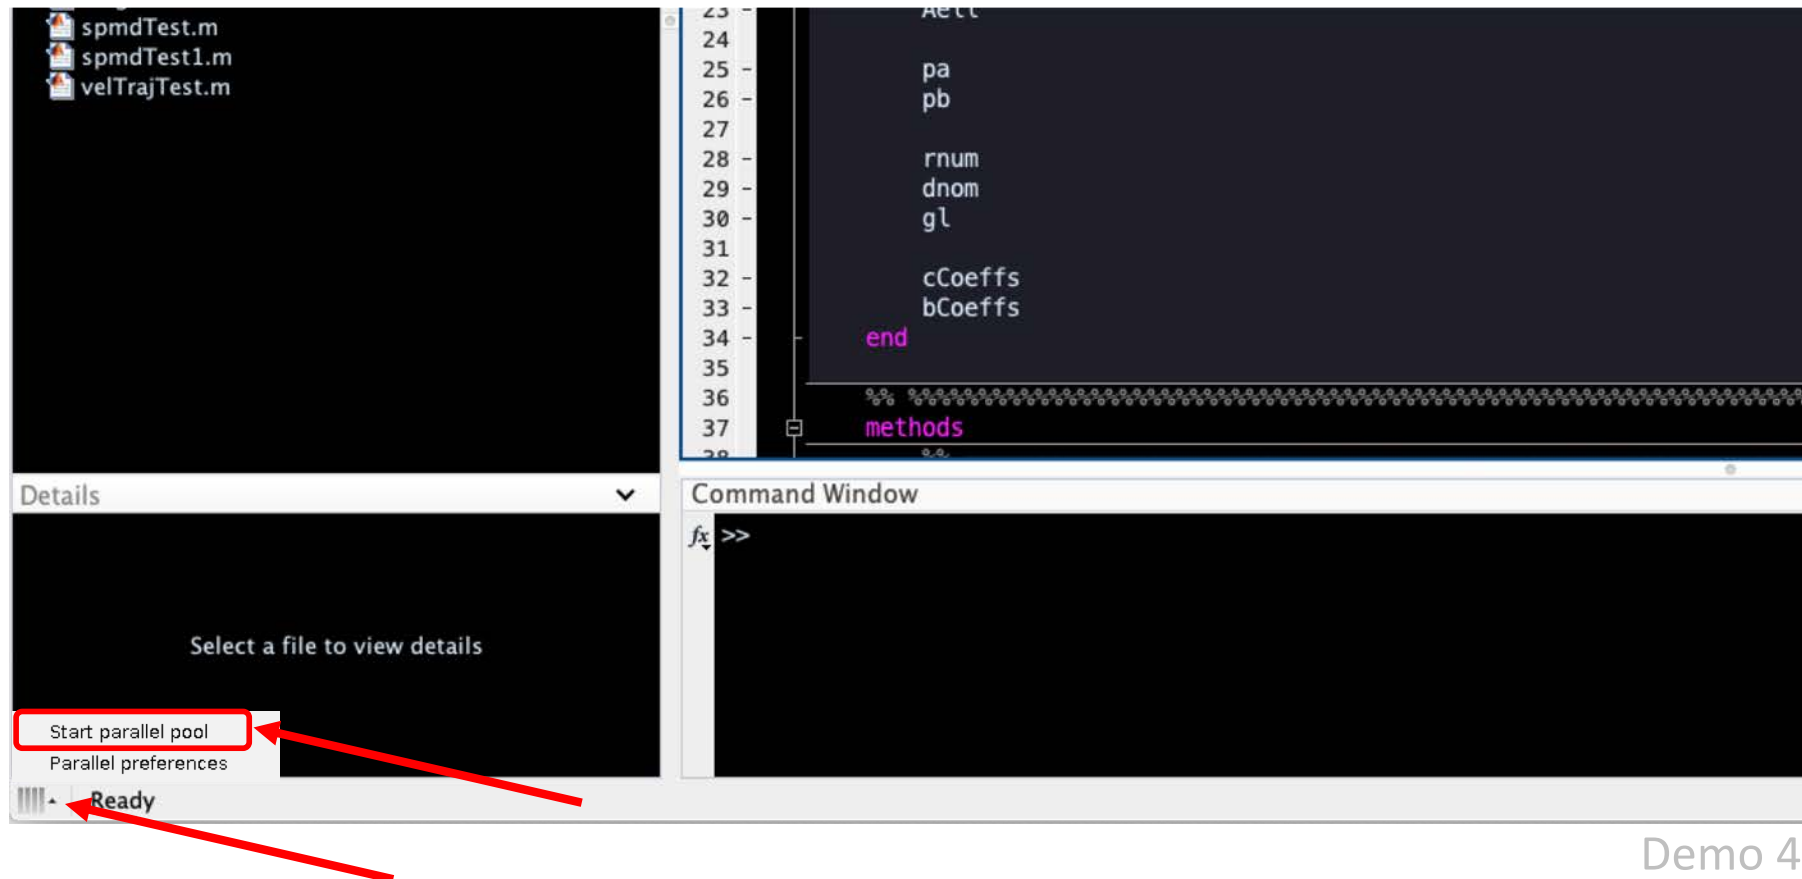 spmdTest.m
spmdTest1.m
velTrajTest.m
23 -
24
25 - pa
26 - pb
27
28 - rnum
29 - dnom
30 - gl
31
32 - cCoeffs
33 - bCoeffs
34 - end
35
36 %% %%%%%%%%%%%%%%%%%%%%%%%%%%%%%%%%%%%%%%%%%%%%%%%%%%%%%%%%%%%%%%%%
37 methods
38 %%
Details
Command Window
fx >>
Select a file to view details
Start parallel pool
Parallel preferences
Ready
Demo 4